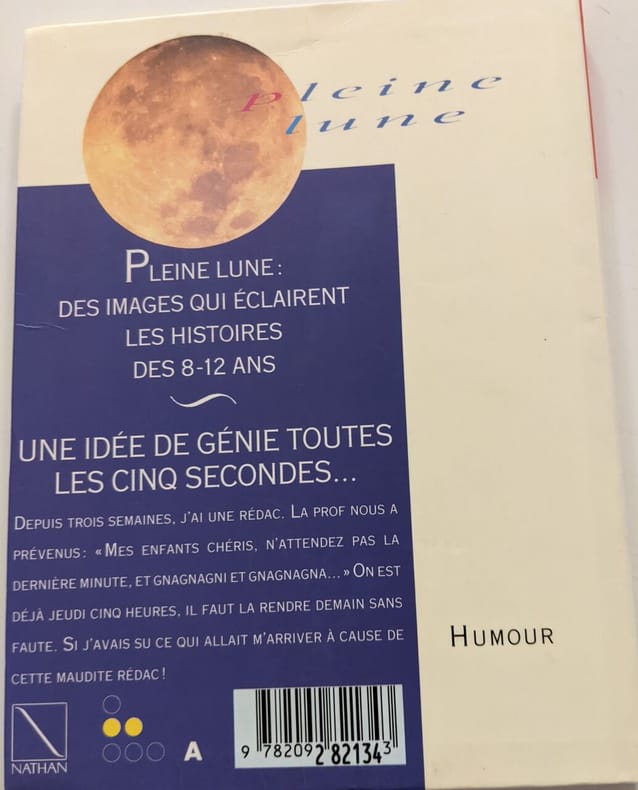 pleine
lune
PLEINE LUNE :
DES IMAGES QUI ÉCLAIRENT
LES HISTOIRES
DES 8-12 ANS
UNE IDÉE DE GÉNIE TOUTES
LES CINQ SECONDES...
DEPUIS TROIS SEMAINES, J'AI UNE RÉDAC. LA PROF NOUS A
PRÉVENUS : « MES ENFANTS CHÉRIS, N'ATTENDEZ PAS LA
DERNIÈRE MINUTE, ET GNAGNAGNI ET GNAGNAGNA... » ON EST
DÉJÀ JEUDI CINQ HEURES, IL FAUT LA RENDRE DEMAIN SANS
FAUTE. SI J'AVAIS SU CE QUI ALLAIT M'ARRIVER À CAUSE DE
CETTE MAUDITE RÉDAC !
HUMOUR
NATHAN
A
9 782092 821343